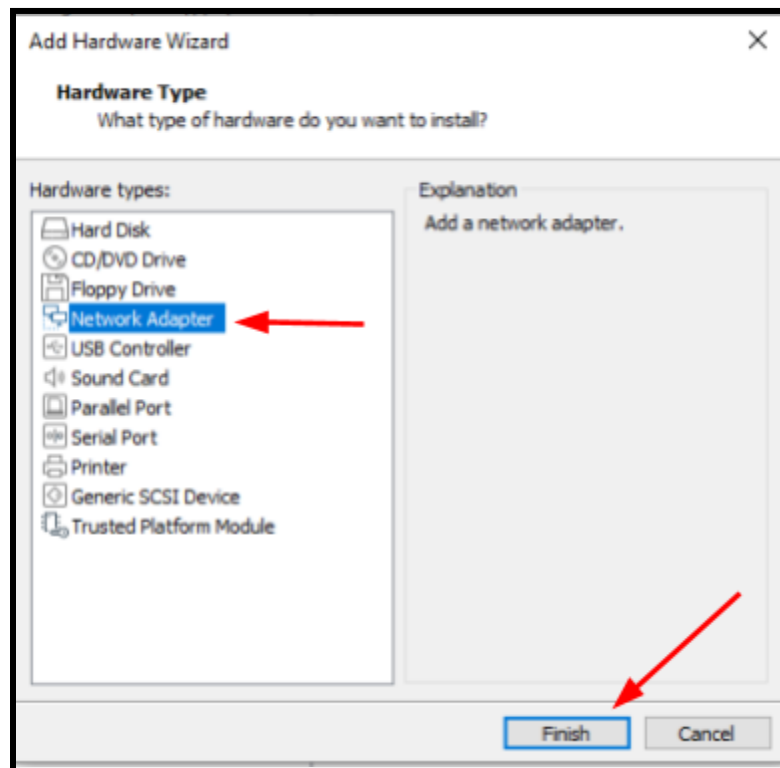 Add Hardware Wizard
Hardware Type
What type of hardware do you want to install?
Hardware types:
Hard Disk
CD/DVD Drive
Floppy Drive
Network Adapter
USB Controller
Sound Card
Parallel Port
Serial Port
Printer
Generic SCSI Device
Trusted Platform Module
Explanation
Add a network adapter.
Finish
Cancel